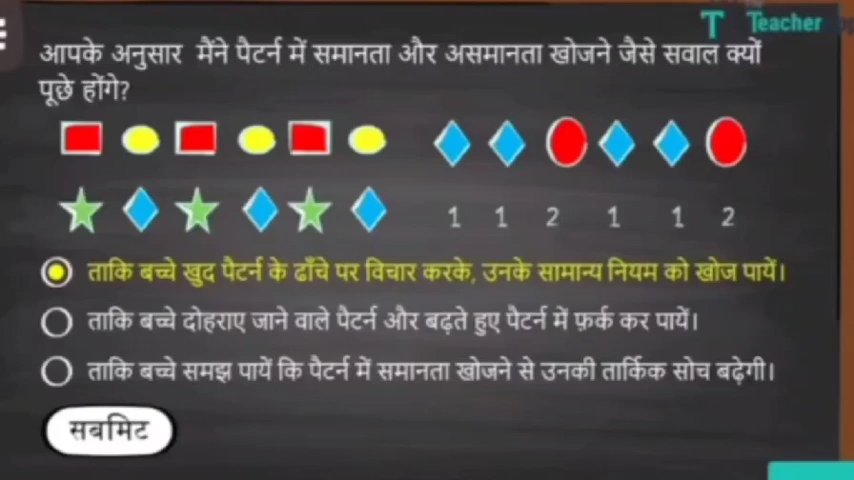 T Teacher
आपके अनुसार मैंने पैटर्न में समानता और असमानता खोजने जैसे सवाल क्यों
पूछे होंगे?
1 1 2 1 1 2
ताकि बच्चे खुद पैटर्न के ढाँचे पर विचार करके, उनके सामान्य नियम को खोज पायें।
ताकि बच्चे दोहराए जाने वाले पैटर्न और बढ़ते हुए पैटर्न में फ़र्क कर पायें।
ताकि बच्चे समझ पायें कि पैटर्न में समानता खोजने से उनकी तार्किक सोच बढ़ेगी।
सबमिट